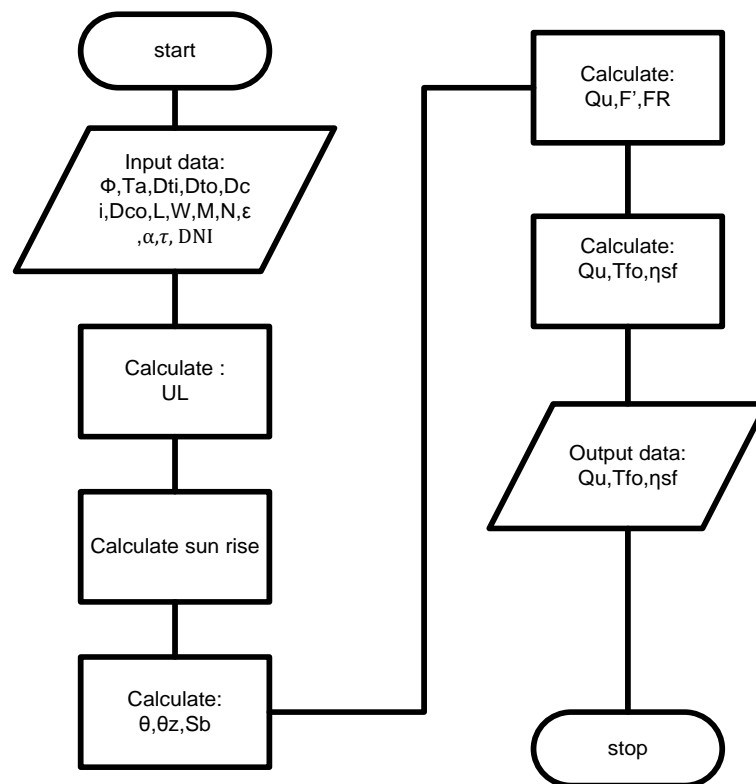 start
Input data:
Φ,Ta,Dti,Dto,Dc
i,Dco,L,W,M,N,ε
,α,τ, DNI
Calculate :
UL
Calculate sun rise
Calculate:
θ,θz,Sb
Calculate:
Qu,F’,FR
Calculate:
Qu,Tfo,ηsf
Output data:
Qu,Tfo,ηsf
stop